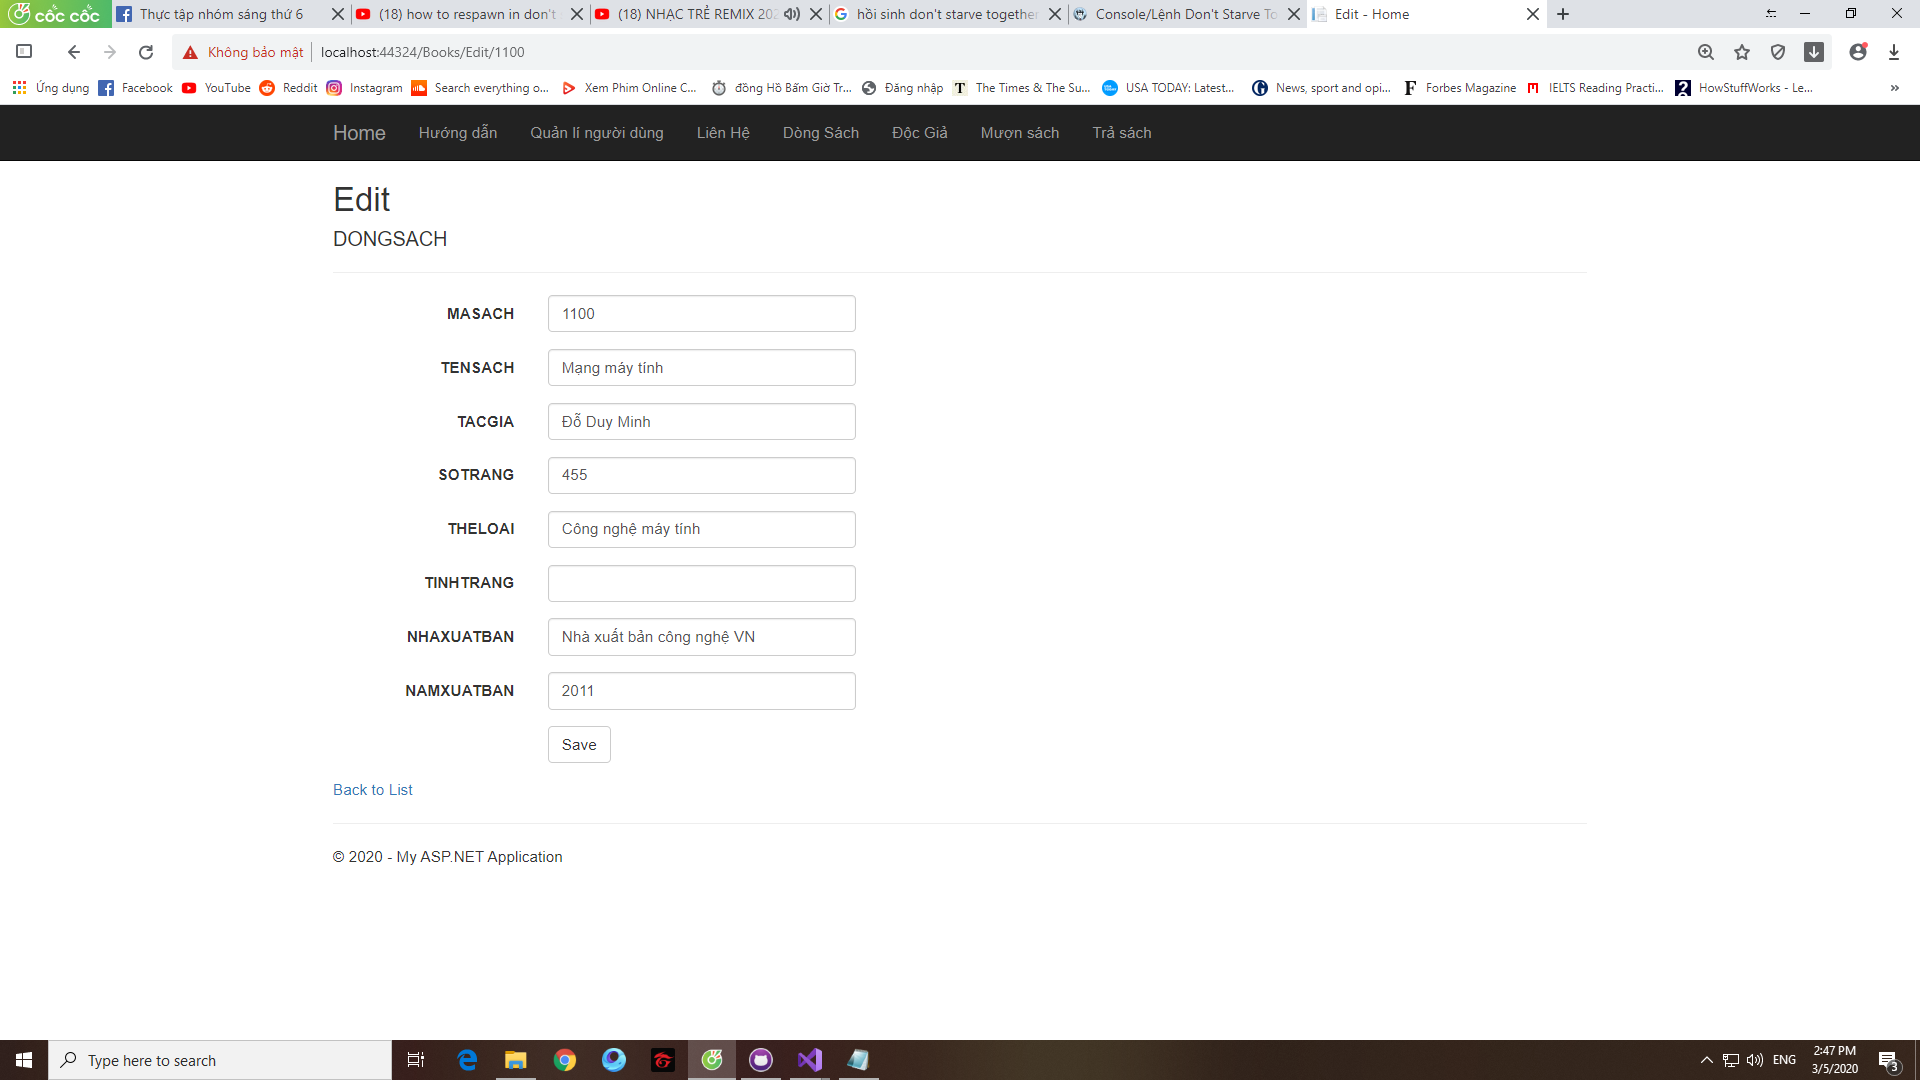 cốc cốc
Thực tập nhóm sáng thứ 6
(18) how to respawn in don't
(18) NHẠC TRẺ REMIX 202
hồi sinh don't starve together
Console/Lệnh Don't Starve To
Edit - Home
Không bảo mật
localhost:44324/Books/Edit/1100
Ứng dụng
Facebook
YouTube
Reddit
Instagram
Search everything o...
Xem Phim Online C...
đồng Hồ Bấm Giờ Tr...
Đăng nhập
The Times & The Su...
USA TODAY: Latest...
News, sport and opi...
Forbes Magazine
IELTS Reading Practi...
HowStuffWorks - Le...
»
Home
Hướng dẫn
Quản lí người dùng
Liên Hệ
Dòng Sách
Độc Giả
Mượn sách
Trả sách
Edit
DONGSACH
MASACH 1100
TENSACH Mạng máy tính
TACGIA Đỗ Duy Minh
SOTRANG 455
THELOAI Công nghệ máy tính
TINHTRANG
NHAXUATBAN Nhà xuất bản công nghệ VN
NAMXUATBAN 2011
Save
Back to List
© 2020 - My ASP.NET Application
Type here to search
ENG
2:47 PM
3/5/2020
3